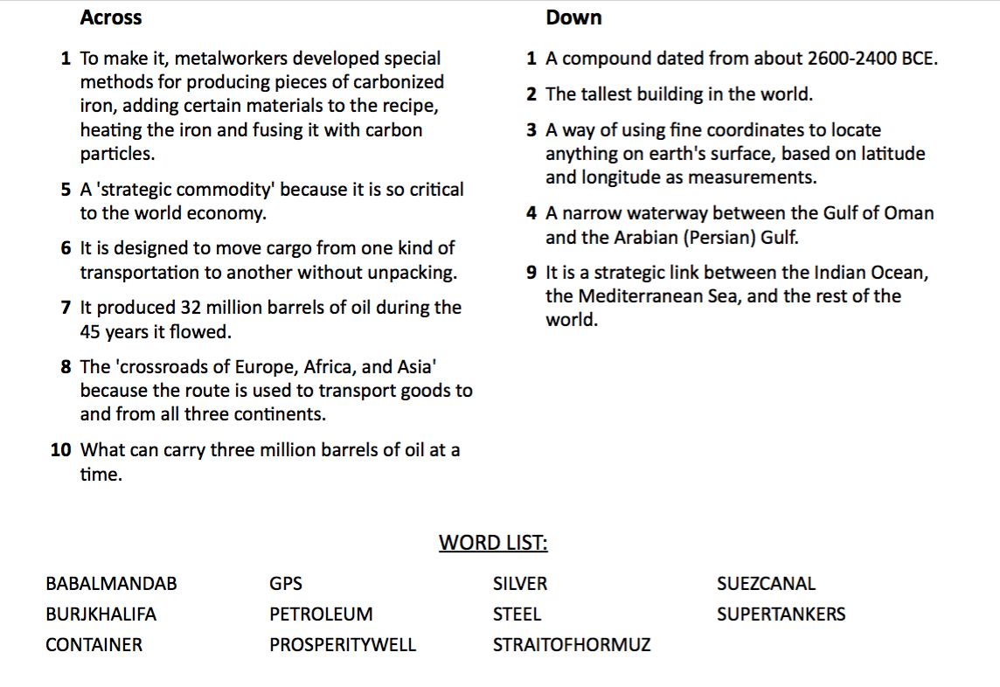 Across
1 To make it, metalworkers developed special
methods for producing pieces of carbonized
iron, adding certain materials to the recipe,
heating the iron and fusing it with carbon
particles.
5 A 'strategic commodity' because it is so critical
to the world economy.
6 It is designed to move cargo from one kind of
transportation to another without unpacking.
7 It produced 32 million barrels of oil during the
45 years it flowed.
8 The 'crossroads of Europe, Africa, and Asia'
because the route is used to transport goods to
and from all three continents.
10 What can carry three million barrels of oil at a
time.
Down
1 A compound dated from about 2600-2400 BCE.
2 The tallest building in the world.
3 A way of using fine coordinates to locate
anything on earth's surface, based on latitude
and longitude as measurements.
4 A narrow waterway between the Gulf of Oman
and the Arabian (Persian) Gulf.
9 It is a strategic link between the Indian Ocean,
the Mediterranean Sea, and the rest of the
world.
WORD LIST:
BABALMANDAB GPS SILVER SUEZCANAL
BURJKHALIFA PETROLEUM STEEL SUPERTANKERS
CONTAINER PROSPERITYWELL STRAITOFHORMUZ